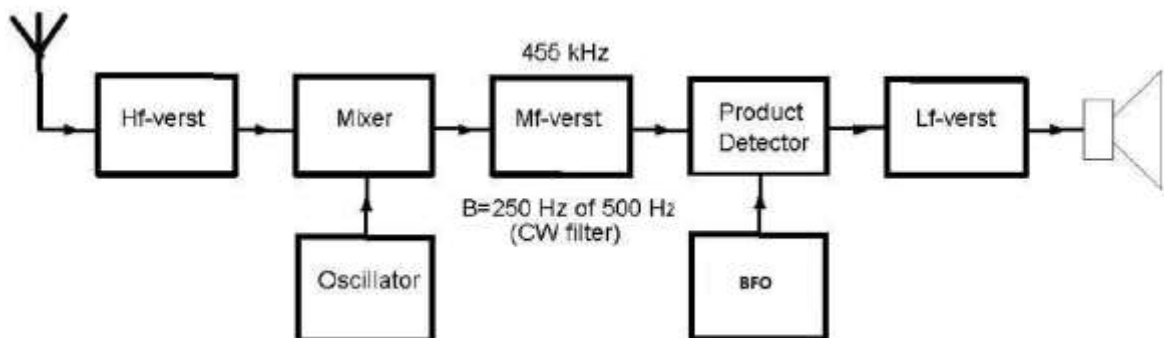 455 kHz
Hf-verst
Mixer
Mf-verst
Product
Detector
Lf-verst
B=250 Hz of 500 Hz
(CW filter)
Oscillator
BFO